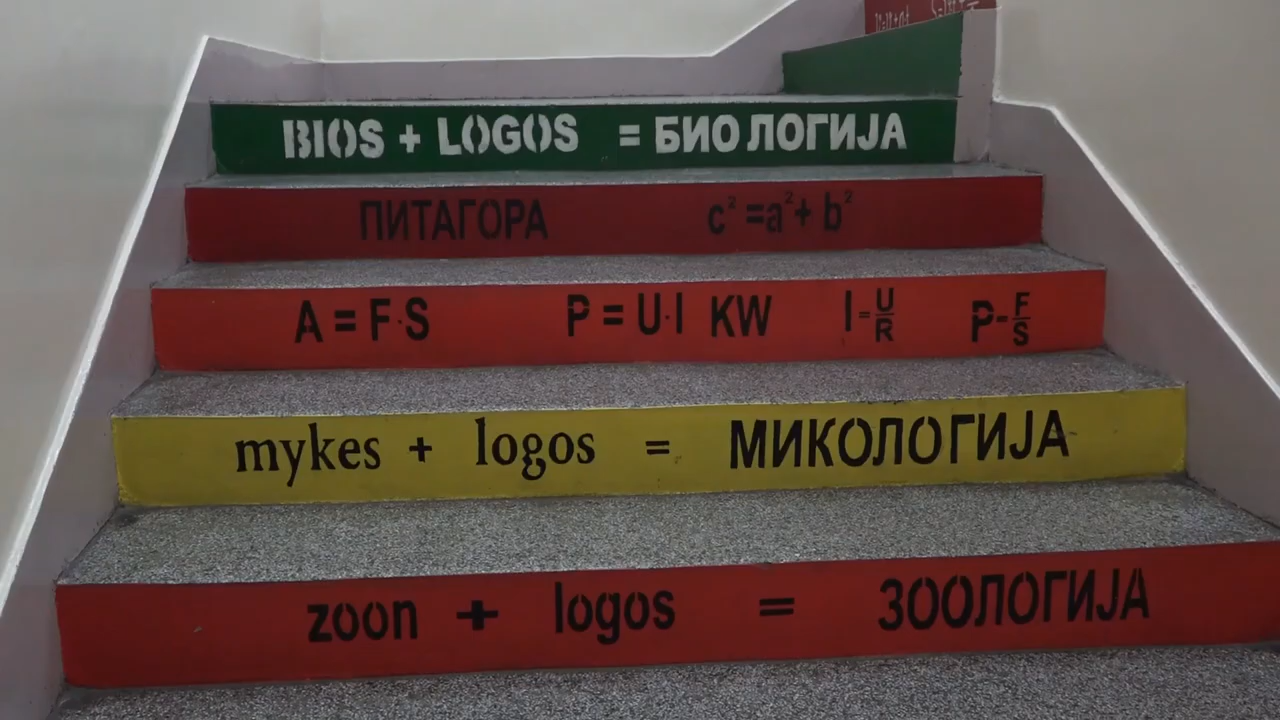 BIOS + LOGOS = БИОЛОГИЈА
ПИТАГОРА c² = a² + b²
A = F·S P = U·I KW I = U/R P = F/S
mykes + logos = МИКОЛОГИЈА
zoon + logos = ЗООЛОГИЈА